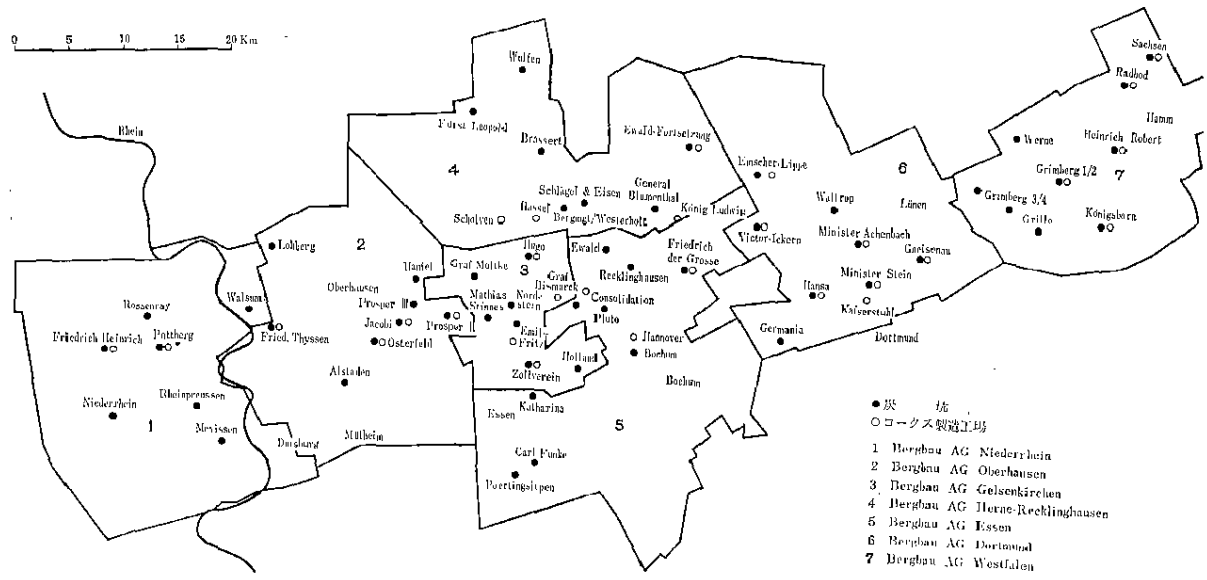 0 5 10 15 20 Km
Rhein
Wulfen
Fürst Leopold
Brassert
4
Ewald-Fortsetzung
Schlägel & Eisen
General
Blumenthal
Hassel
Scholven
Bergmgt/Westerholt
König Ludwig
Sachsen
Radbod
Hamm
Werne
Heinrich Robert
7
Grimberg 1/2
Grimberg 3/4
Grillo
Königsborn
Emscher-Lippe
6
Waltrop
Lünen
Victor-Ickern
Minister Achenbach
Gneisenau
Minister Stein
Hansa
Kaiserstuhl
Germania
Dortmund
2
Lohberg
Haniel
Oberhausen
Prosper III
Jacobi
Prosper
Osterfeld
Walsum
Fried. Thyssen
Alstaden
Duisburg
Mülheim
Hugo
3
Graf Moltke
Graf
Bismarck
Mathias
Stinnes
Nord-
stern
Emil
Fritz
Zollverein
Holland
Ewald
Recklinghausen
Friedrich
der Grosse
Consolidation
Pluto
Hannover
Bochum
Bochum
Katharina
Essen
5
Carl Funke
Poertingsiepen
Rossenray
Friedrich Heinrich
Pattberg
Niederrhein
Rheinpreussen
1
Mevissen
●炭 坑
○コークス製造工場
1 Bergbau AG Niederrhein
2 Bergbau AG Oberhausen
3 Bergbau AG Gelsenkirchen
4 Bergbau AG Herne-Recklinghausen
5 Bergbau AG Essen
6 Bergbau AG Dortmund
7 Bergbau AG Westfalen